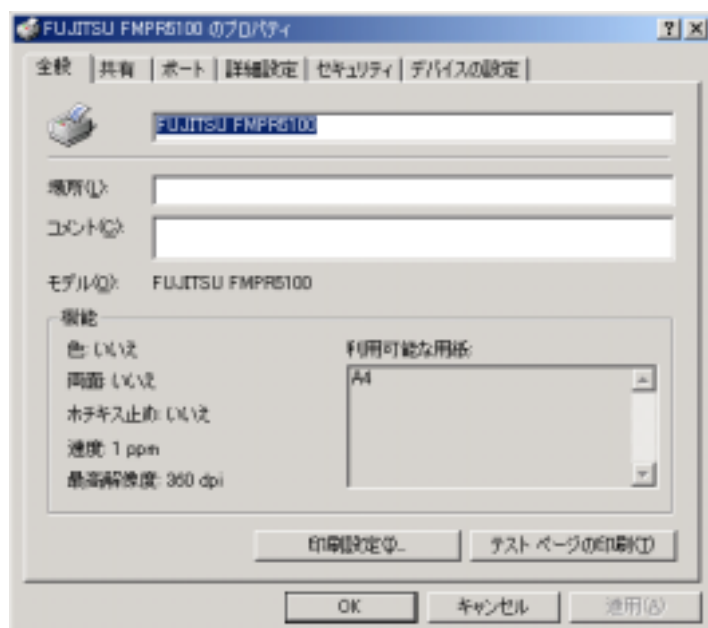 FUJITSU FMPR5100 のプロパティ
全般 共有 ポート 詳細設定 セキュリティ デバイスの設定
FUJITSU FMPR5100
場所(L):
コメント(C):
モデル(O): FUJITSU FMPR5100
機能
色: いいえ 利用可能な用紙:
両面: いいえ A4
ホチキス止め: いいえ
速度: 1 ppm
最高解像度: 360 dpi
印刷設定(I)... テスト ページの印刷(T)
OK キャンセル 適用(A)